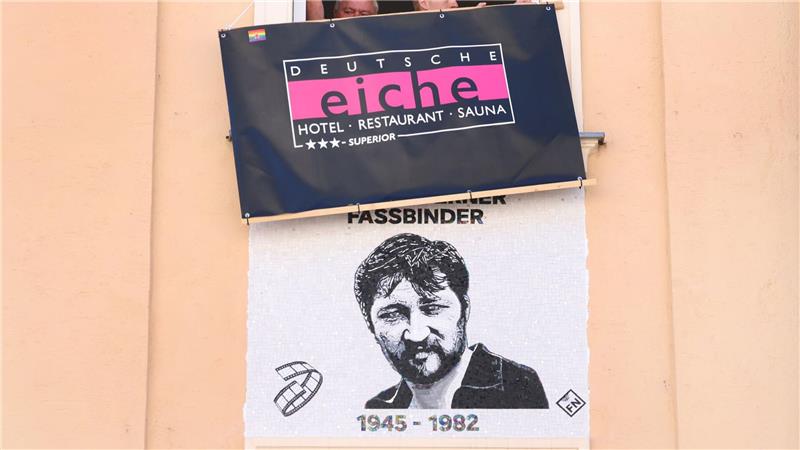 DEUTSCHE
eiche
HOTEL · RESTAURANT · SAUNA
★★★- SUPERIOR
FASSBINDER
FN
1945 - 1982